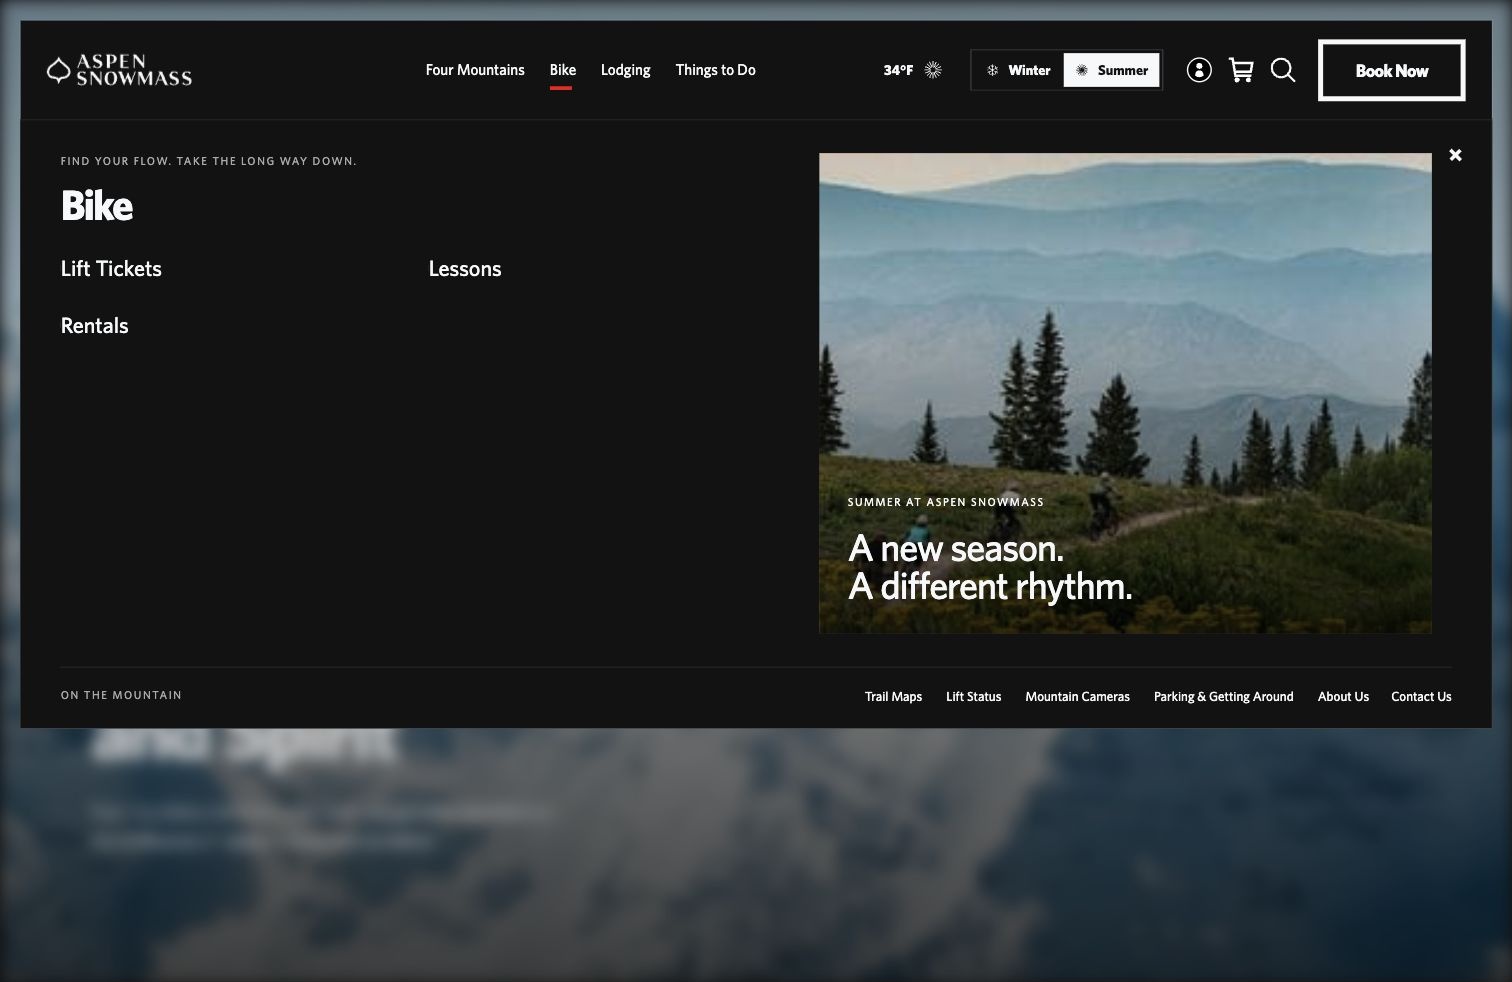 ASPEN
SNOWMASS
Four Mountains
Bike
Lodging
Things to Do
34°F
Winter
Summer
Book Now
FIND YOUR FLOW. TAKE THE LONG WAY DOWN.
Bike
Lift Tickets
Lessons
Rentals
SUMMER AT ASPEN SNOWMASS
A new season.
A different rhythm.
ON THE MOUNTAIN
Trail Maps
Lift Status
Mountain Cameras
Parking & Getting Around
About Us
Contact Us
and Spirit